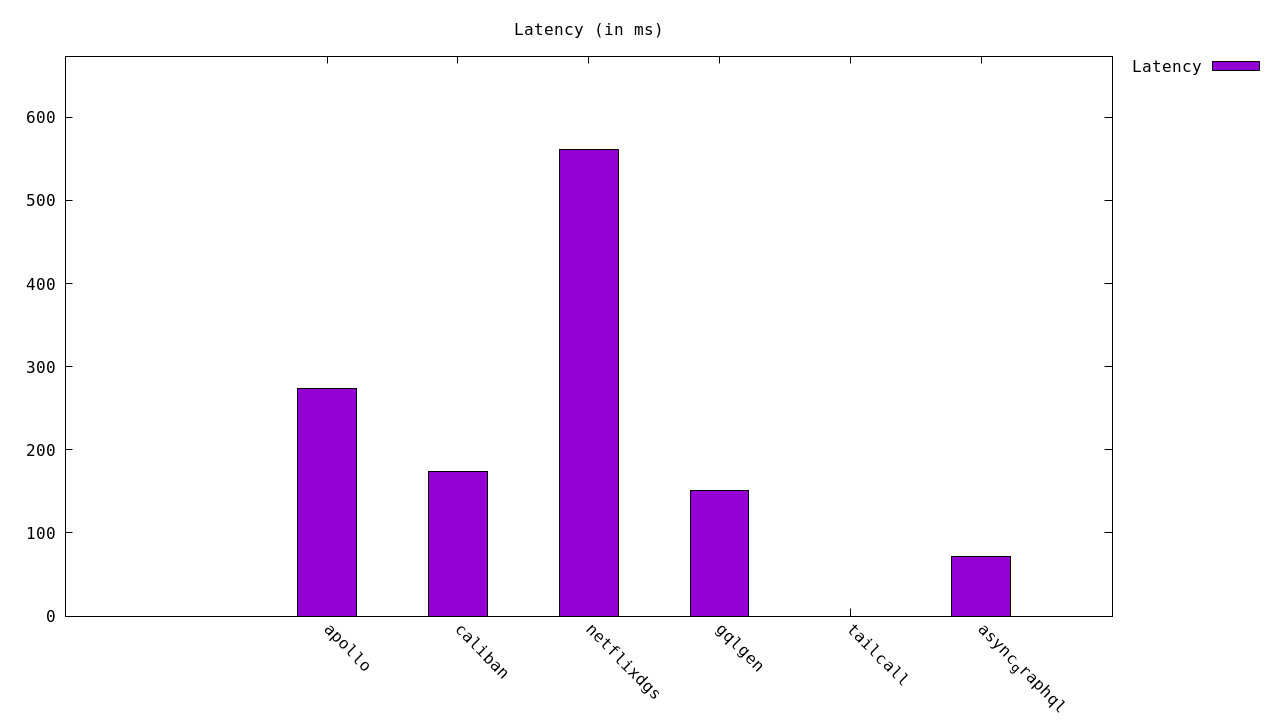 Latency (in ms)
Latency
600
500
400
300
200
100
0
apollo
caliban
netflixdgs
gqlgen
tailcall
asyncgraphql